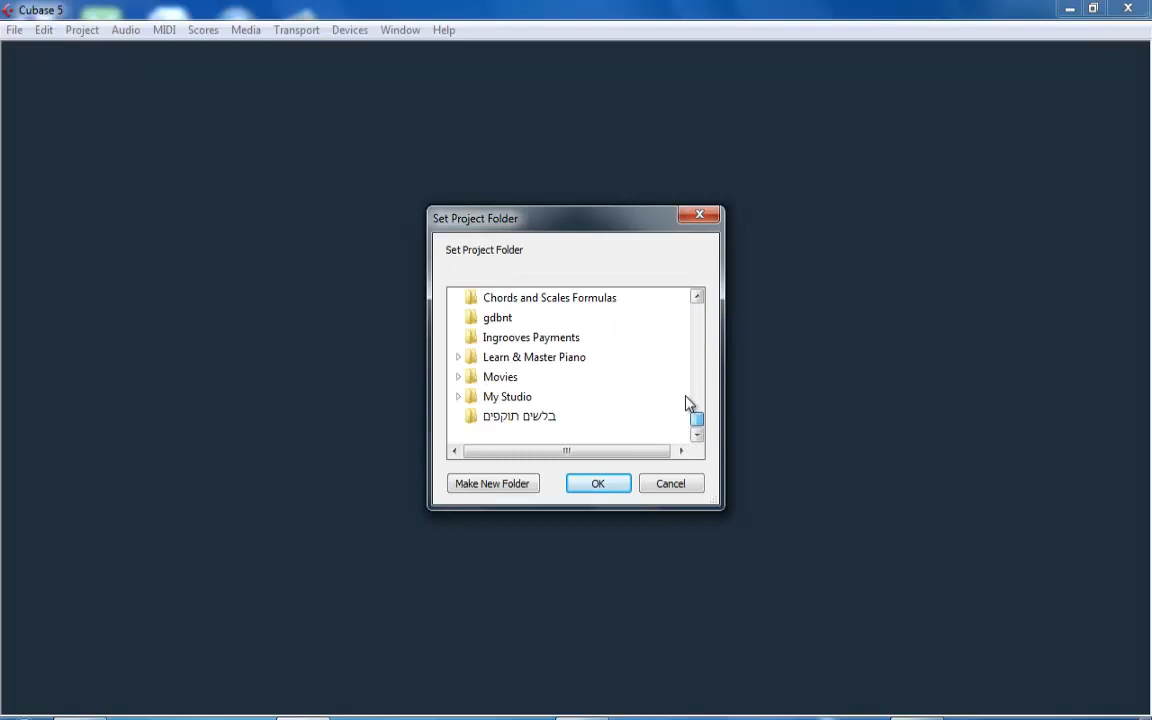 Cubase 5
File Edit Project Audio MIDI Scores Media Transport Devices Window Help
Set Project Folder
Set Project Folder
Chords and Scales Formulas
gdbnt
Ingrooves Payments
Learn & Master Piano
Movies
My Studio
בלשים תוקפים
Make New Folder OK Cancel